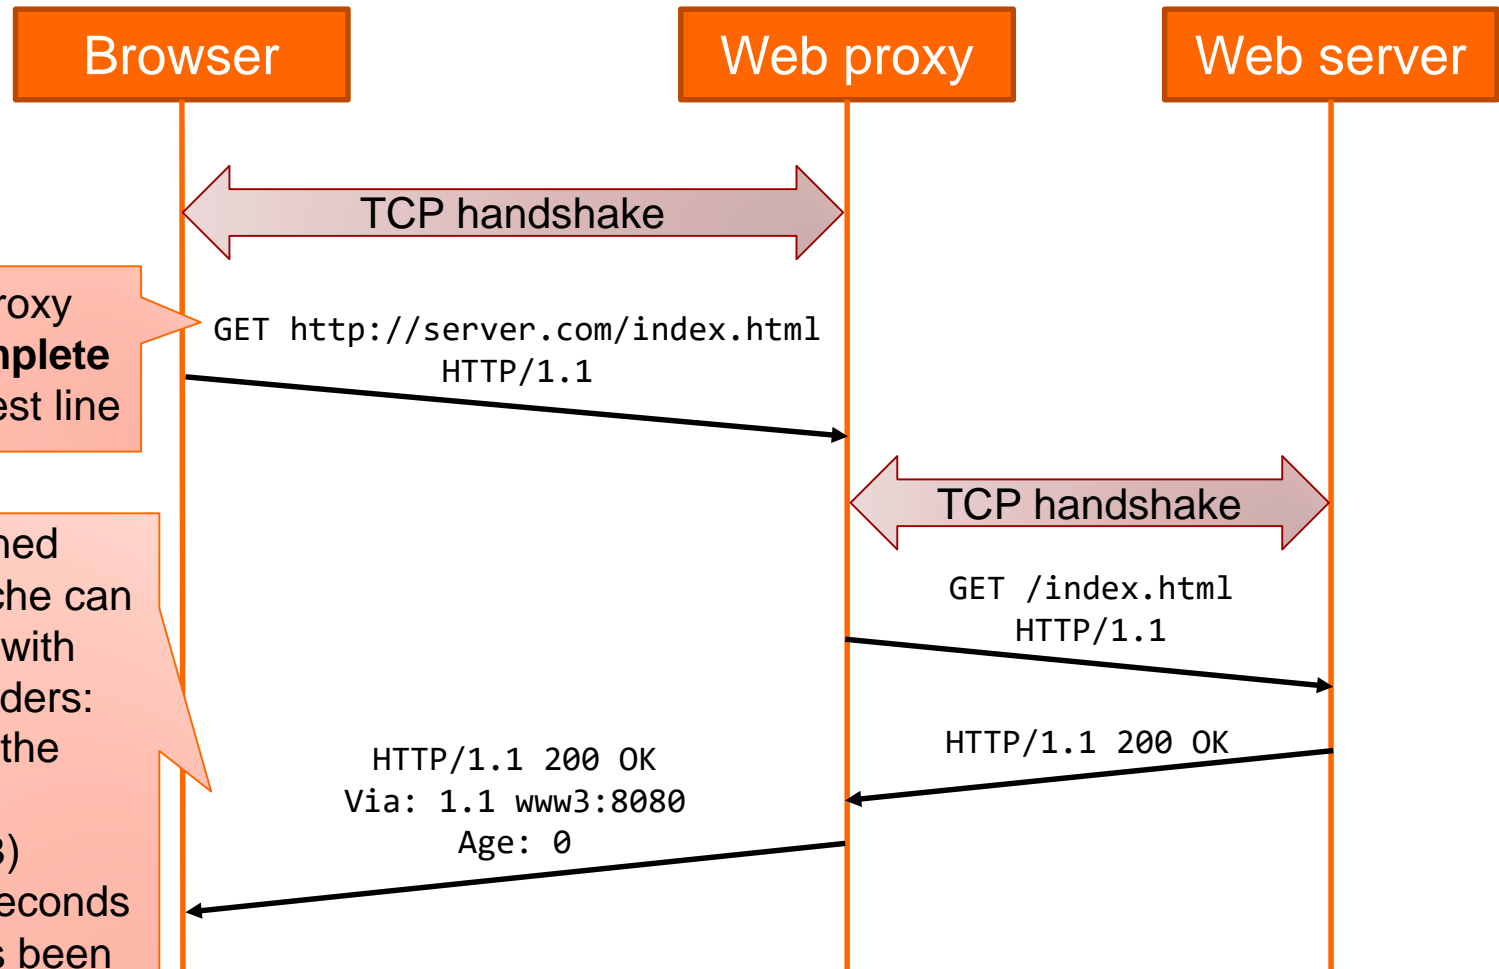 Browser
Web proxy
Web server
TCP handshake
roxy
mplete
est line
GET http://server.com/index.html
HTTP/1.1
TCP handshake
ned
che can
with
ders:
the
3)
econds
s been
GET /index.html
HTTP/1.1
HTTP/1.1 200 OK
HTTP/1.1 200 OK
Via: 1.1 www3:8080
Age: 0